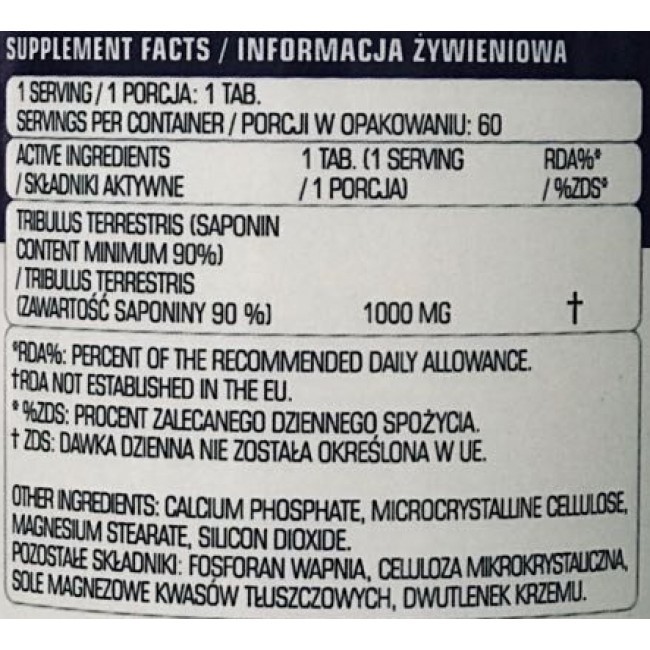 SUPPLEMENT FACTS / INFORMACJA ŻYWIENIOWA
1 SERVING / 1 PORCJA: 1 TAB.
SERVINGS PER CONTAINER / PORCJI W OPAKOWANIU: 60
ACTIVE INGREDIENTS 1 TAB. (1 SERVING RDA%*
/ SKŁADNIKI AKTYWNE / 1 PORCJA) / %ZDS*
TRIBULUS TERRESTRIS (SAPONIN
CONTENT MINIMUM 90%)
/ TRIBULUS TERRESTRIS
(ZAWARTOŚĆ SAPONINY 90 %) 1000 MG †
*RDA%: PERCENT OF THE RECOMMENDED DAILY ALLOWANCE.
†RDA NOT ESTABLISHED IN THE EU.
* %ZDS: PROCENT ZALECANEGO DZIENNEGO SPOŻYCIA.
† ZDS: DAWKA DZIENNA NIE ZOSTAŁA OKREŚLONA W UE.
OTHER INGREDIENTS: CALCIUM PHOSPHATE, MICROCRYSTALLINE CELLULOSE,
MAGNESIUM STEARATE, SILICON DIOXIDE.
POZOSTAŁE SKŁADNIKI: FOSFORAN WAPNIA, CELULOZA MIKROKRYSTALICZNA,
SOLE MAGNEZOWE KWASÓW TŁUSZCZOWYCH, DWUTLENEK KRZEMU.